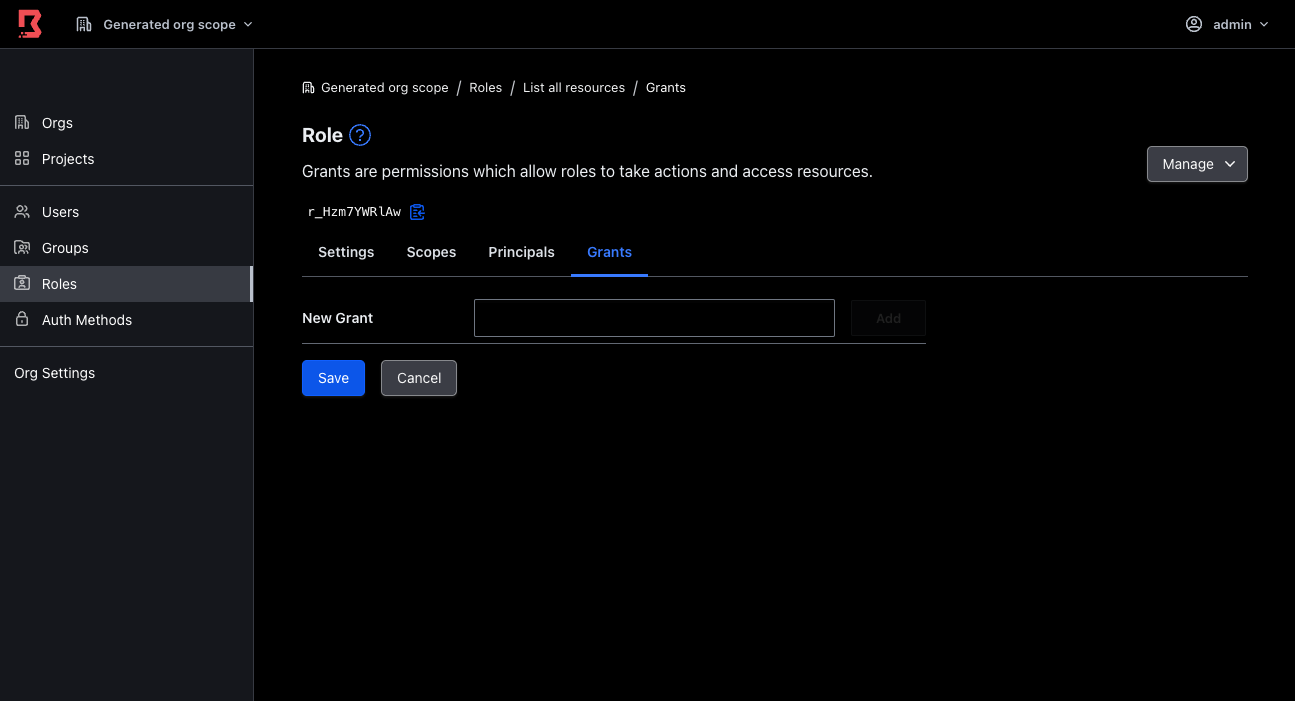 Generated org scope
admin
Orgs
Projects
Users
Groups
Roles
Auth Methods
Org Settings
Generated org scope / Roles / List all resources / Grants
Role ?
Grants are permissions which allow roles to take actions and access resources.
Manage
r_Hzm7YWRlAw
Settings Scopes Principals Grants
New Grant Add
Save Cancel